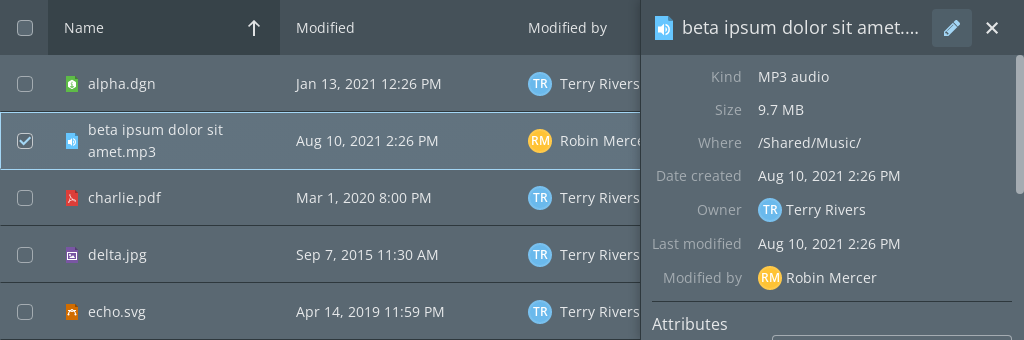 Name Modified Modified by
alpha.dgn Jan 13, 2021 12:26 PM TR Terry Rivers
beta ipsum dolor sit
amet.mp3 Aug 10, 2021 2:26 PM RM Robin Merce
charlie.pdf Mar 1, 2020 8:00 PM TR Terry Rivers
delta.jpg Sep 7, 2015 11:30 AM TR Terry Rivers
echo.svg Apr 14, 2019 11:59 PM TR Terry Rivers
beta ipsum dolor sit amet....
Kind MP3 audio
Size 9.7 MB
Where /Shared/Music/
Date created Aug 10, 2021 2:26 PM
Owner TR Terry Rivers
Last modified Aug 10, 2021 2:26 PM
Modified by RM Robin Mercer
Attributes